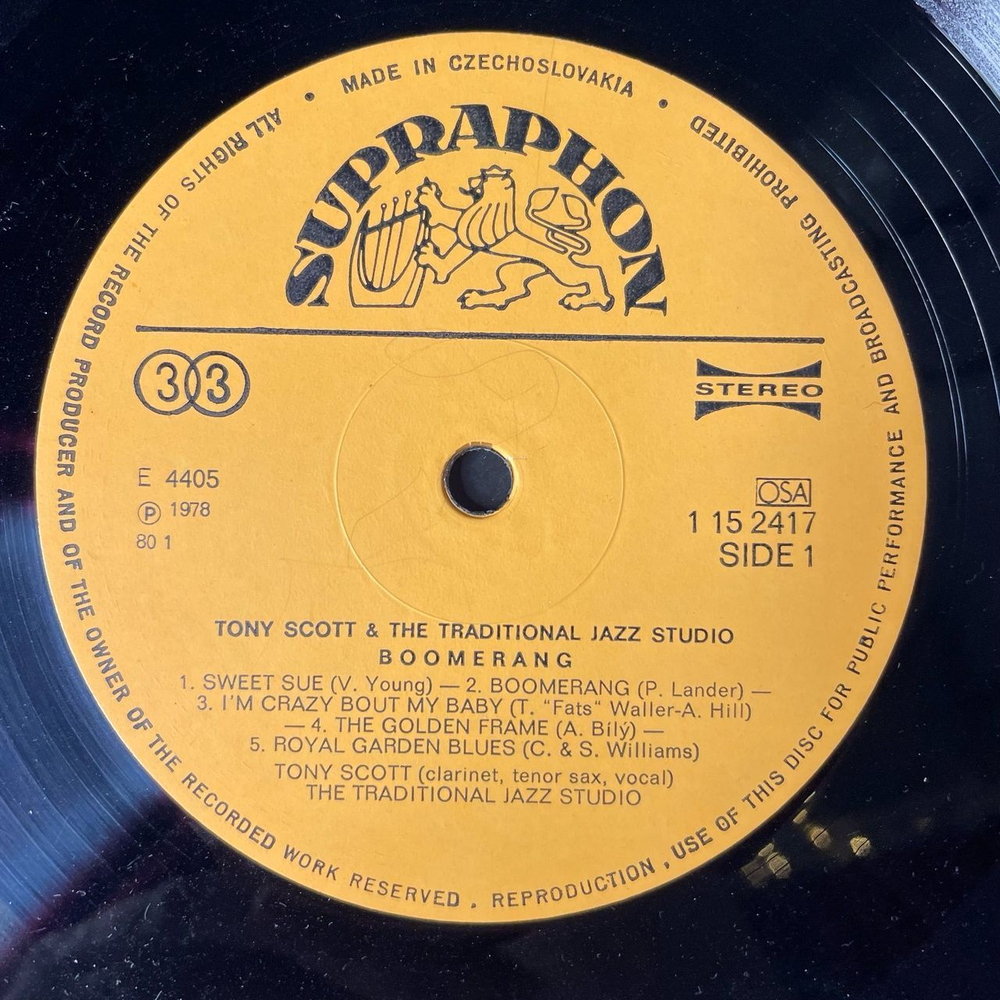 MADE IN CZECHOSLOVAKIA
ALL RIGHTS OF THE RECORD PRODUCER AND OF THE OWNER OF THE RECORDED WORK RESERVED . REPRODUCTION , USE OF THIS DISC FOR PUBLIC PERFORMANCE AND BROADCASTING PROHIBITED
SUPRAPHON
33
STEREO
E 4405
℗ 1978
80 1
OSA
1 15 2417
SIDE 1
TONY SCOTT & THE TRADITIONAL JAZZ STUDIO
BOOMERANG
1. SWEET SUE (V. Young) — 2. BOOMERANG (P. Lander) —
3. I'M CRAZY BOUT MY BABY (T. "Fats" Waller-A. Hill)
— 4. THE GOLDEN FRAME (A. Bílý) —
5. ROYAL GARDEN BLUES (C. & S. Williams)
TONY SCOTT (clarinet, tenor sax, vocal)
THE TRADITIONAL JAZZ STUDIO